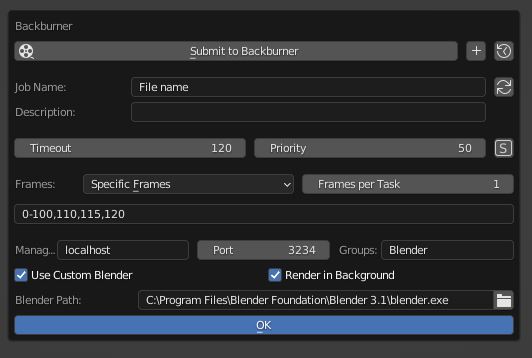 Backburner
Submit to Backburner +
Job Name: File name
Description:
Timeout 120 Priority 50 S
Frames: Specific Frames Frames per Task 1
0-100,110,115,120
Manag... localhost Port 3234 Groups: Blender
Use Custom Blender Render in Background
Blender Path: C:\Program Files\Blender Foundation\Blender 3.1\blender.exe
OK